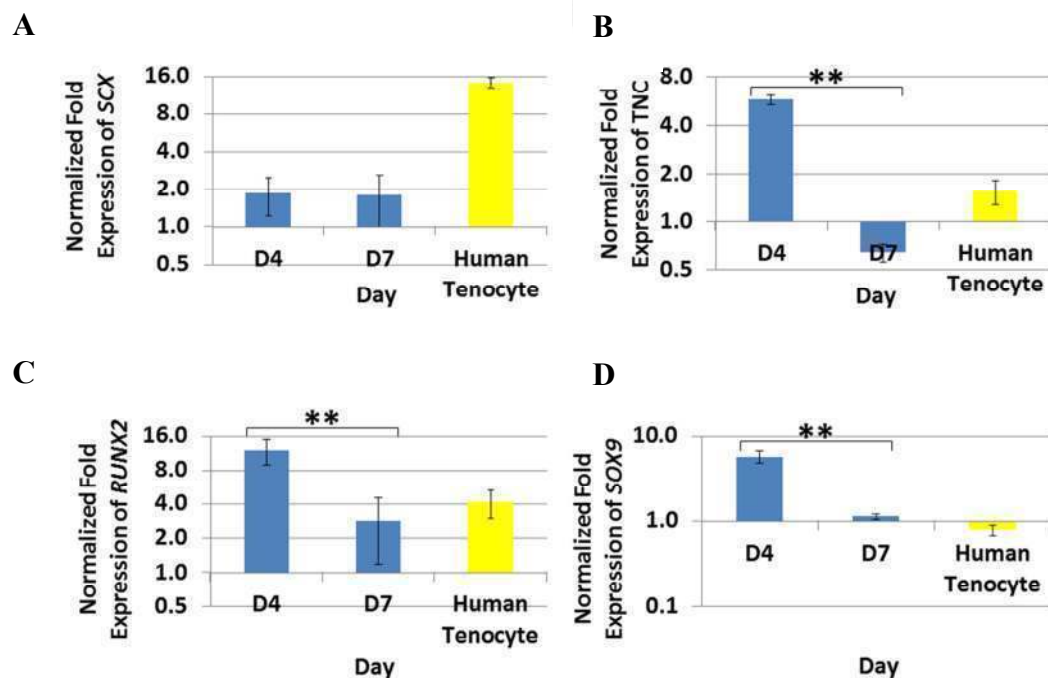 A
Normalized Fold
Expression of SCX
16.0
8.0
4.0
2.0
1.0
0.5
D4
D7
Human
Tenocyte
Day
B
Normalized Fold
Expression of TNC
8.0
4.0
2.0
1.0
0.5
**
D4
D7
Human
Tenocyte
Day
C
Normalized Fold
Expression of RUNX2
16.0
8.0
4.0
2.0
1.0
0.5
**
D4
D7
Human
Tenocyte
Day
D
Normalized Fold
Expression of SOX9
10.0
1.0
0.1
**
D4
D7
Human
Tenocyte
Day